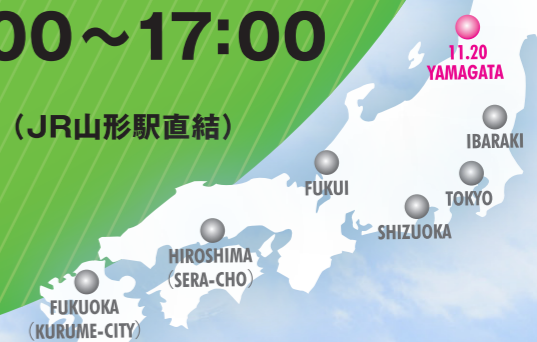 00～17:00
（JR山形駅直結）
11.20
YAMAGATA
IBARAKI
FUKUI
TOKYO
SHIZUOKA
HIROSHIMA
（SERA-CHO）
FUKUOKA
（KURUME-CITY）